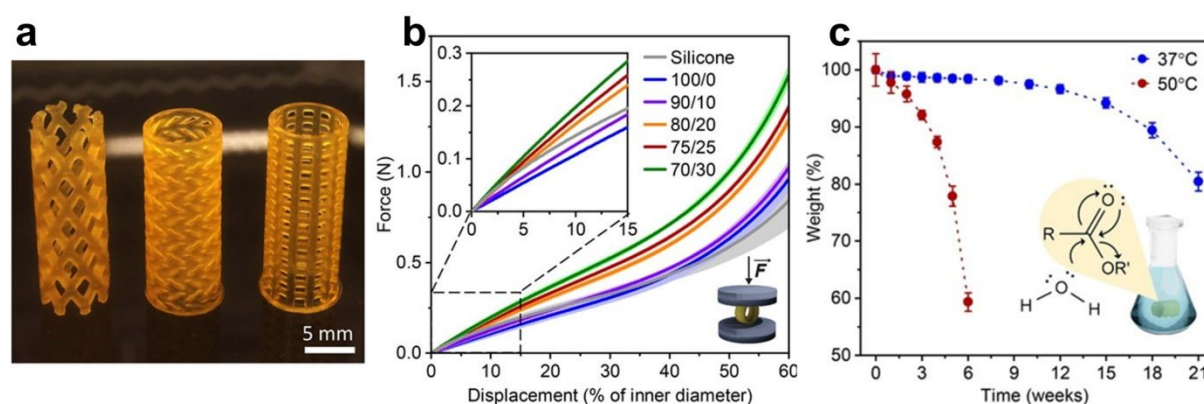 a
5 mm
b
Force (N)
0.0
0.5
1.0
1.5
0.3
0.2
0.1
0.0
0
5
10
15
Silicone
100/0
90/10
80/20
75/25
70/30
F
0
10
20
30
40
50
60
Displacement (% of inner diameter)
c
Weight (%)
100
90
80
70
60
50
37°C
50°C
R
O
OR'
O
H
H
0
3
6
9
12
15
18
21
Time (weeks)